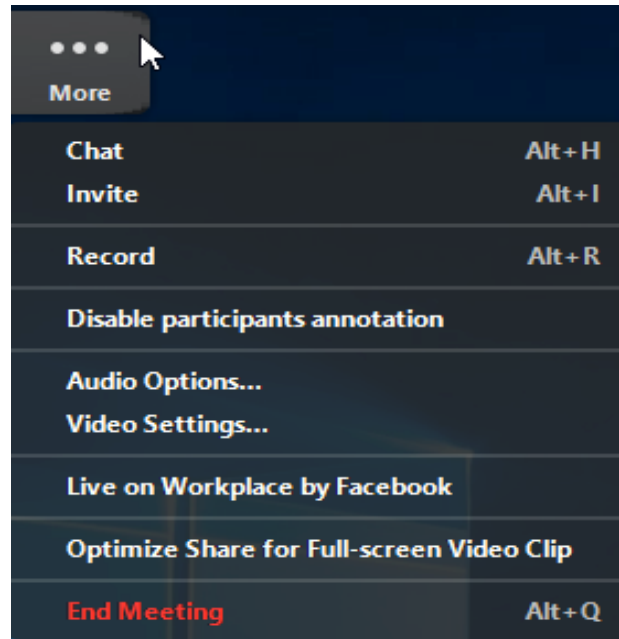 More
Chat Alt+H
Invite Alt+I
Record Alt+R
Disable participants annotation
Audio Options...
Video Settings...
Live on Workplace by Facebook
Optimize Share for Full-screen Video Clip
End Meeting Alt+Q